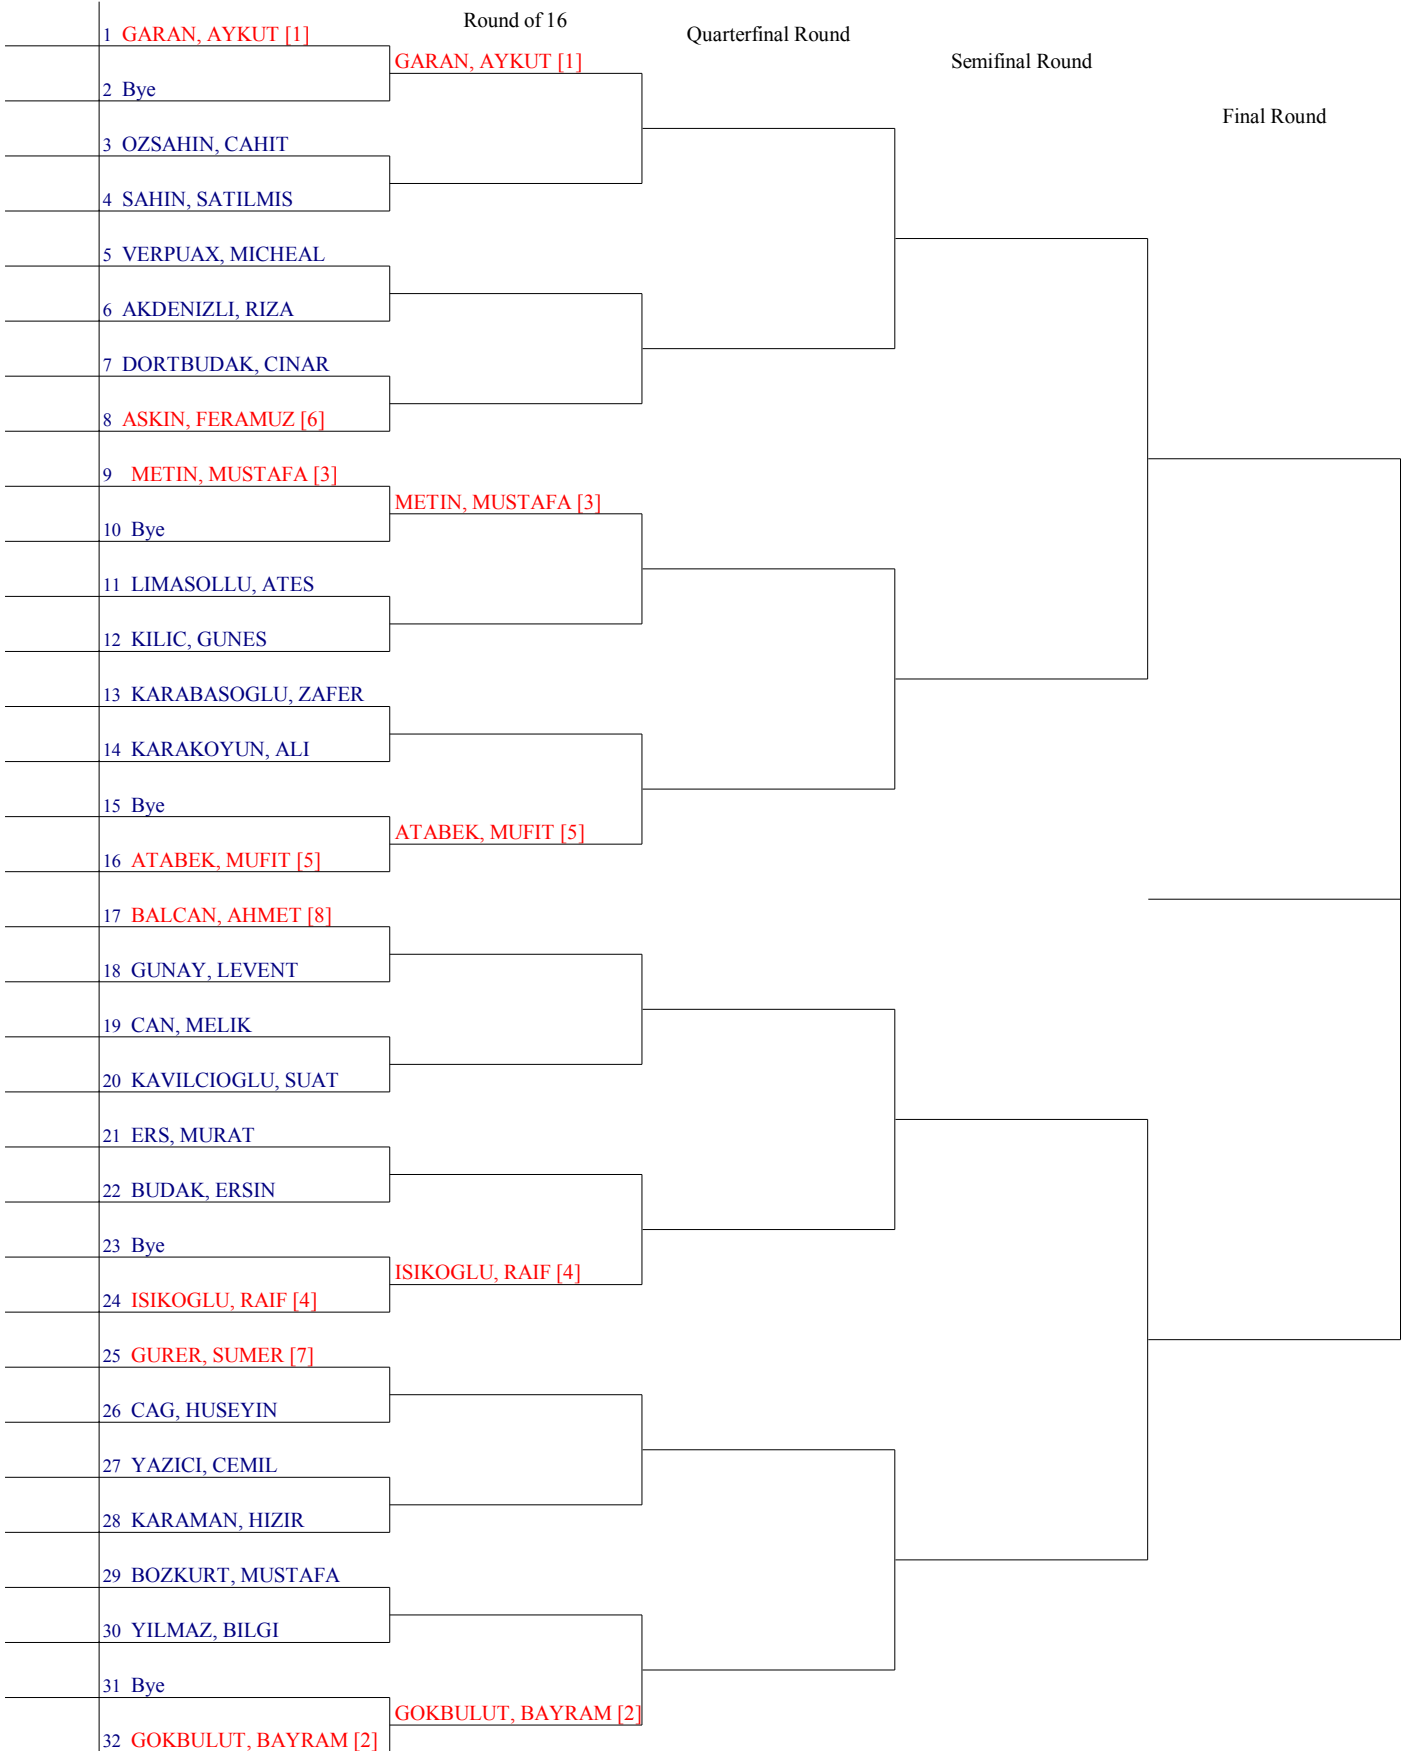 Round of 16
Quarterfinal Round
Semifinal Round
Final Round
1 GARAN, AYKUT [1]
GARAN, AYKUT [1]
2 Bye
3 OZSAHIN, CAHIT
4 SAHIN, SATILMIS
5 VERPUAX, MICHEAL
6 AKDENIZLI, RIZA
7 DORTBUDAK, CINAR
8 ASKIN, FERAMUZ [6]
9 METIN, MUSTAFA [3]
METIN, MUSTAFA [3]
10 Bye
11 LIMASOLLU, ATES
12 KILIC, GUNES
13 KARABASOGLU, ZAFER
14 KARAKOYUN, ALI
15 Bye
ATABEK, MUFIT [5]
16 ATABEK, MUFIT [5]
17 BALCAN, AHMET [8]
18 GUNAY, LEVENT
19 CAN, MELIK
20 KAVILCIOGLU, SUAT
21 ERS, MURAT
22 BUDAK, ERSIN
23 Bye
ISIKOGLU, RAIF [4]
24 ISIKOGLU, RAIF [4]
25 GURER, SUMER [7]
26 CAG, HUSEYIN
27 YAZICI, CEMIL
28 KARAMAN, HIZIR
29 BOZKURT, MUSTAFA
30 YILMAZ, BILGI
31 Bye
GOKBULUT, BAYRAM [2]
32 GOKBULUT, BAYRAM [2]